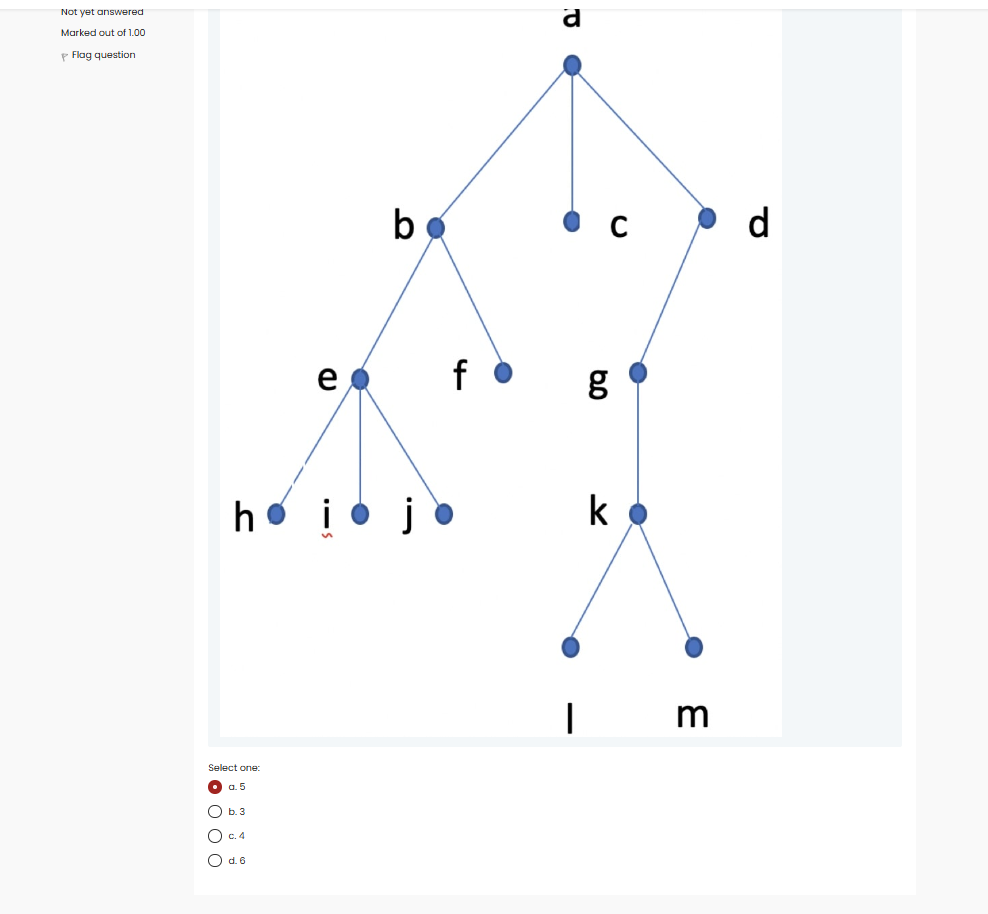 Not yet answered
Marked out of 1.00
Flag question
a
b
c
d
e
f
g
h
i
j
k
l
m
Select one:
a. 5
b. 3
c. 4
d. 6